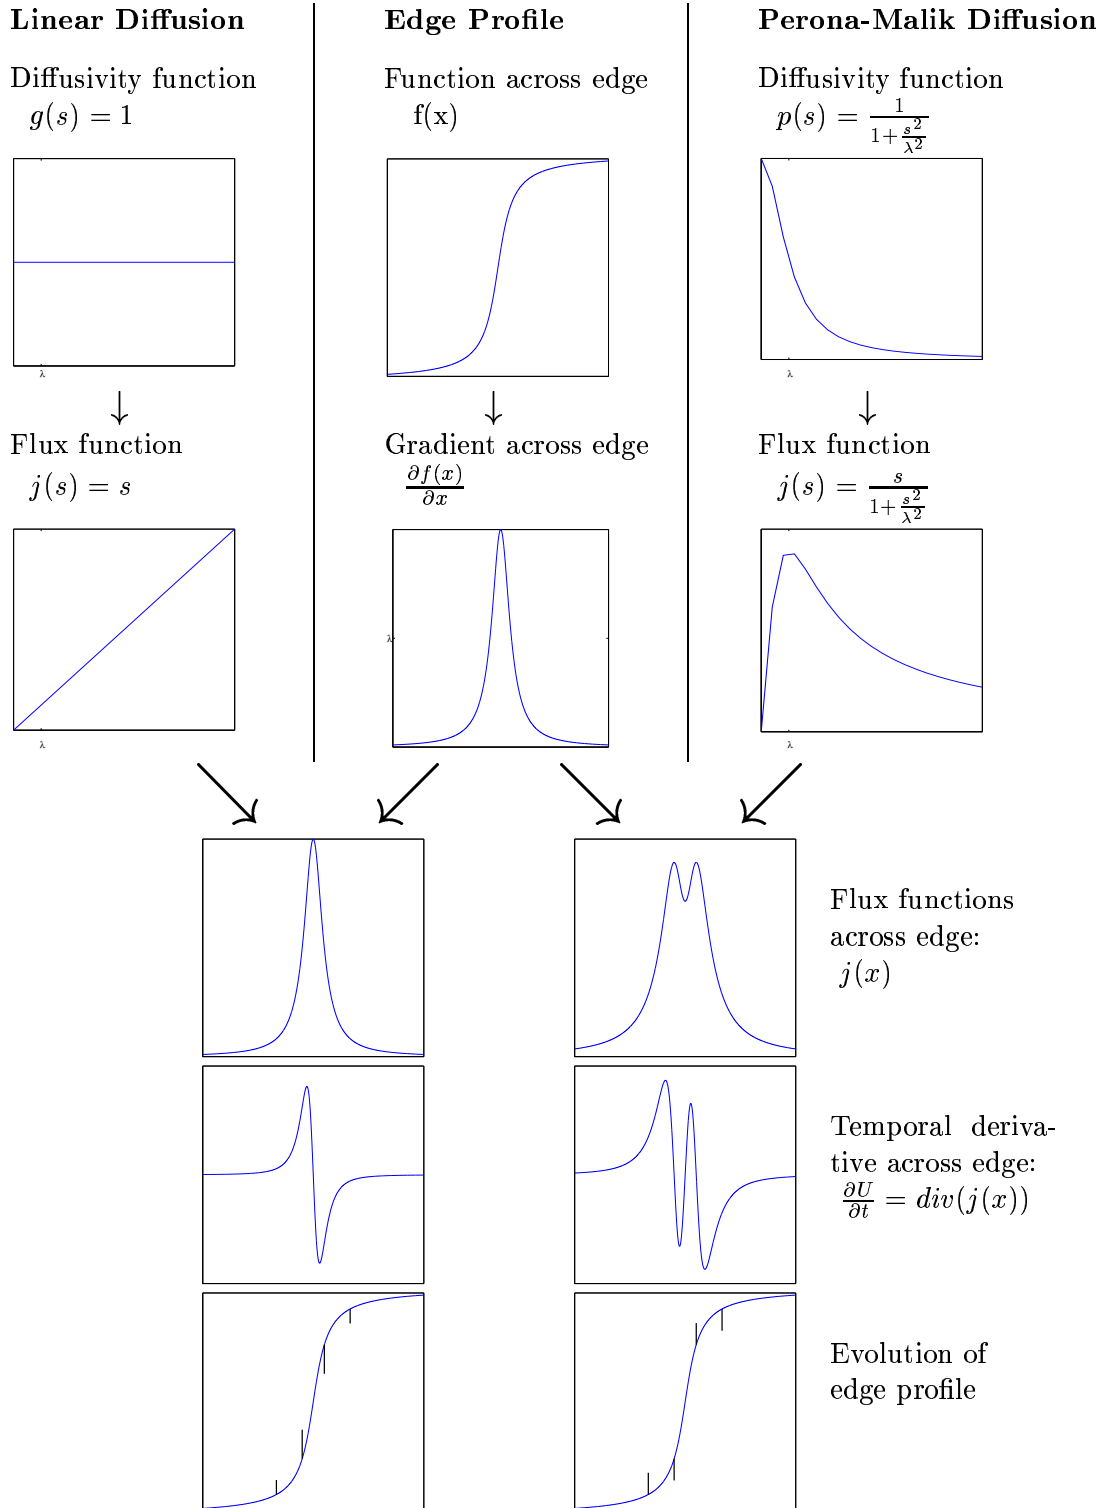 Linear Diffusion
Diffusivity function
g(s) = 1
λ
↓
Flux function
j(s) = s
λ
Edge Profile
Function across edge
f(x)
↓
Gradient across edge
∂f(x)/∂x
λ
Perona-Malik Diffusion
Diffusivity function
p(s) = 1/(1+s²/λ²)
λ
↓
Flux function
j(s) = s/(1+s²/λ²)
λ
Flux functions
across edge:
j(x)
Temporal deriva-
tive across edge:
∂U/∂t = div(j(x))
Evolution of
edge profile